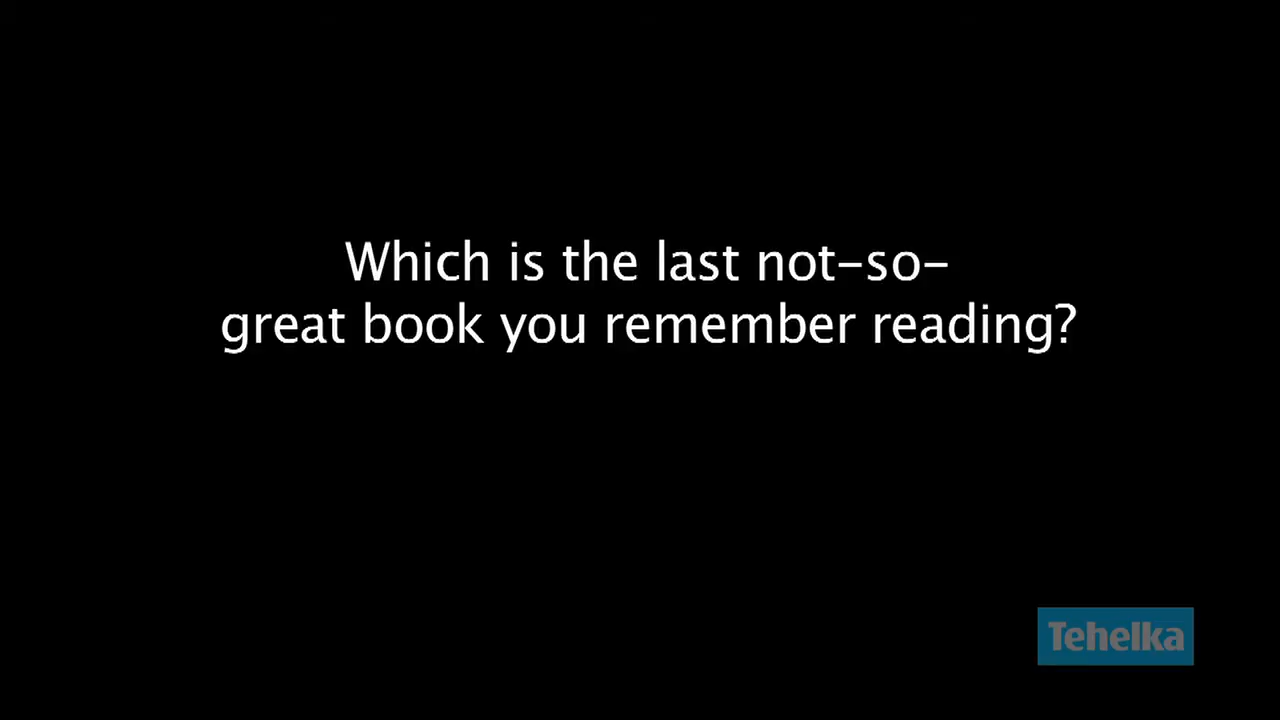 Which is the last not-so-
great book you remember reading?
Tehelka